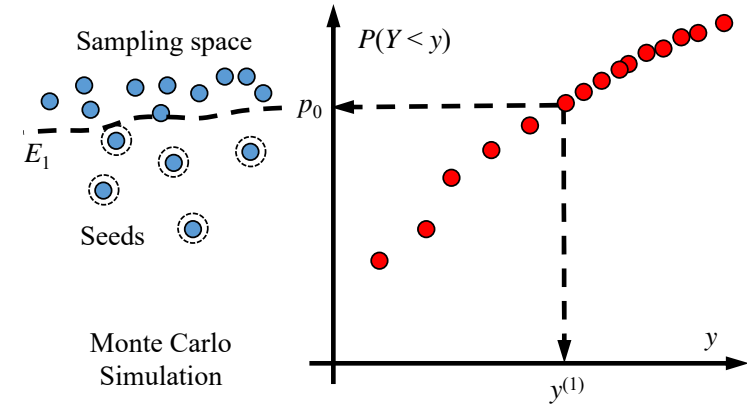 Sampling space
P(Y < y)
p₀
E₁
Seeds
Monte Carlo
Simulation
y
y⁽¹⁾